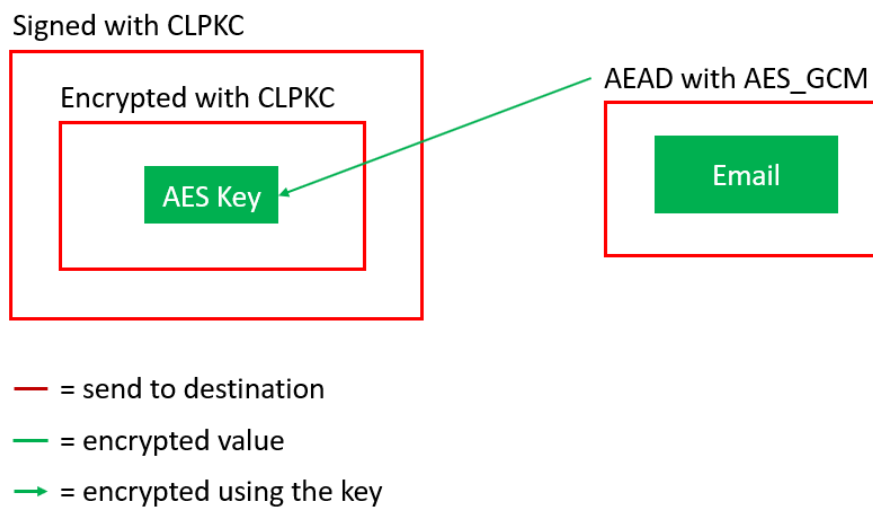 Signed with CLPKC
Encrypted with CLPKC
AES Key
AEAD with AES_GCM
Email
= send to destination
= encrypted value
= encrypted using the key